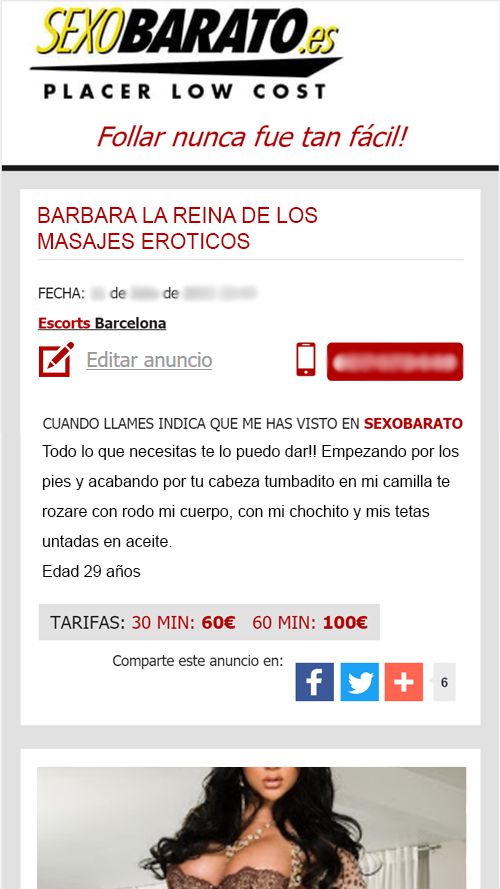 SEXOBARATO.es
PLACER LOW COST
Follar nunca fue tan fácil!
BARBARA LA REINA DE LOS
MASAJES EROTICOS
FECHA: de de
Escorts Barcelona
Editar anuncio
CUANDO LLAMES INDICA QUE ME HAS VISTO EN SEXOBARATO
Todo lo que necesitas te lo puedo dar!! Empezando por los
pies y acabando por tu cabeza tumbadito en mi camilla te
rozare con rodo mi cuerpo, con mi chochito y mis tetas
untadas en aceite.
Edad 29 años
TARIFAS: 30 MIN: 60€ 60 MIN: 100€
Comparte este anuncio en:
6